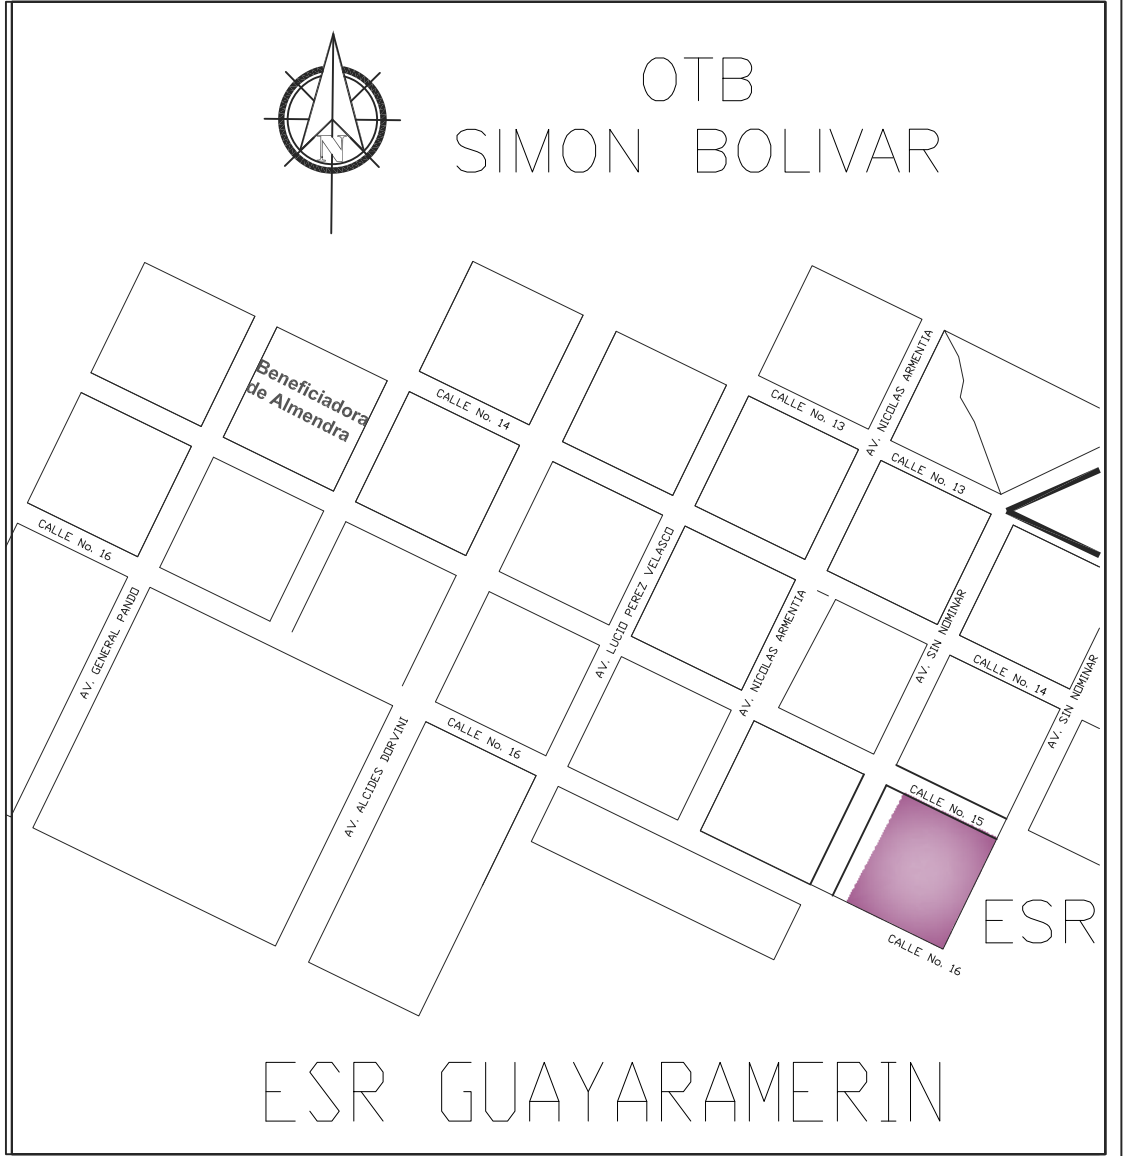 OTB
SIMON BOLIVAR
N
Beneficiadora
de Almendra
CALLE No. 14
CALLE No. 13
AV. NICOLAS ARMENTIA
CALLE No. 13
CALLE No. 16
AV. GENERAL PANDO
AV. LUCIO PEREZ VELASCO
AV. NICOLAS ARMENTIA
AV. SIN NOMINAR
CALLE No. 14
AV. SIN NOMINAR
AV. ALCIDES DORVINI
CALLE No. 16
CALLE No. 15
ESR
CALLE No. 16
ESR GUAYARAMERIN